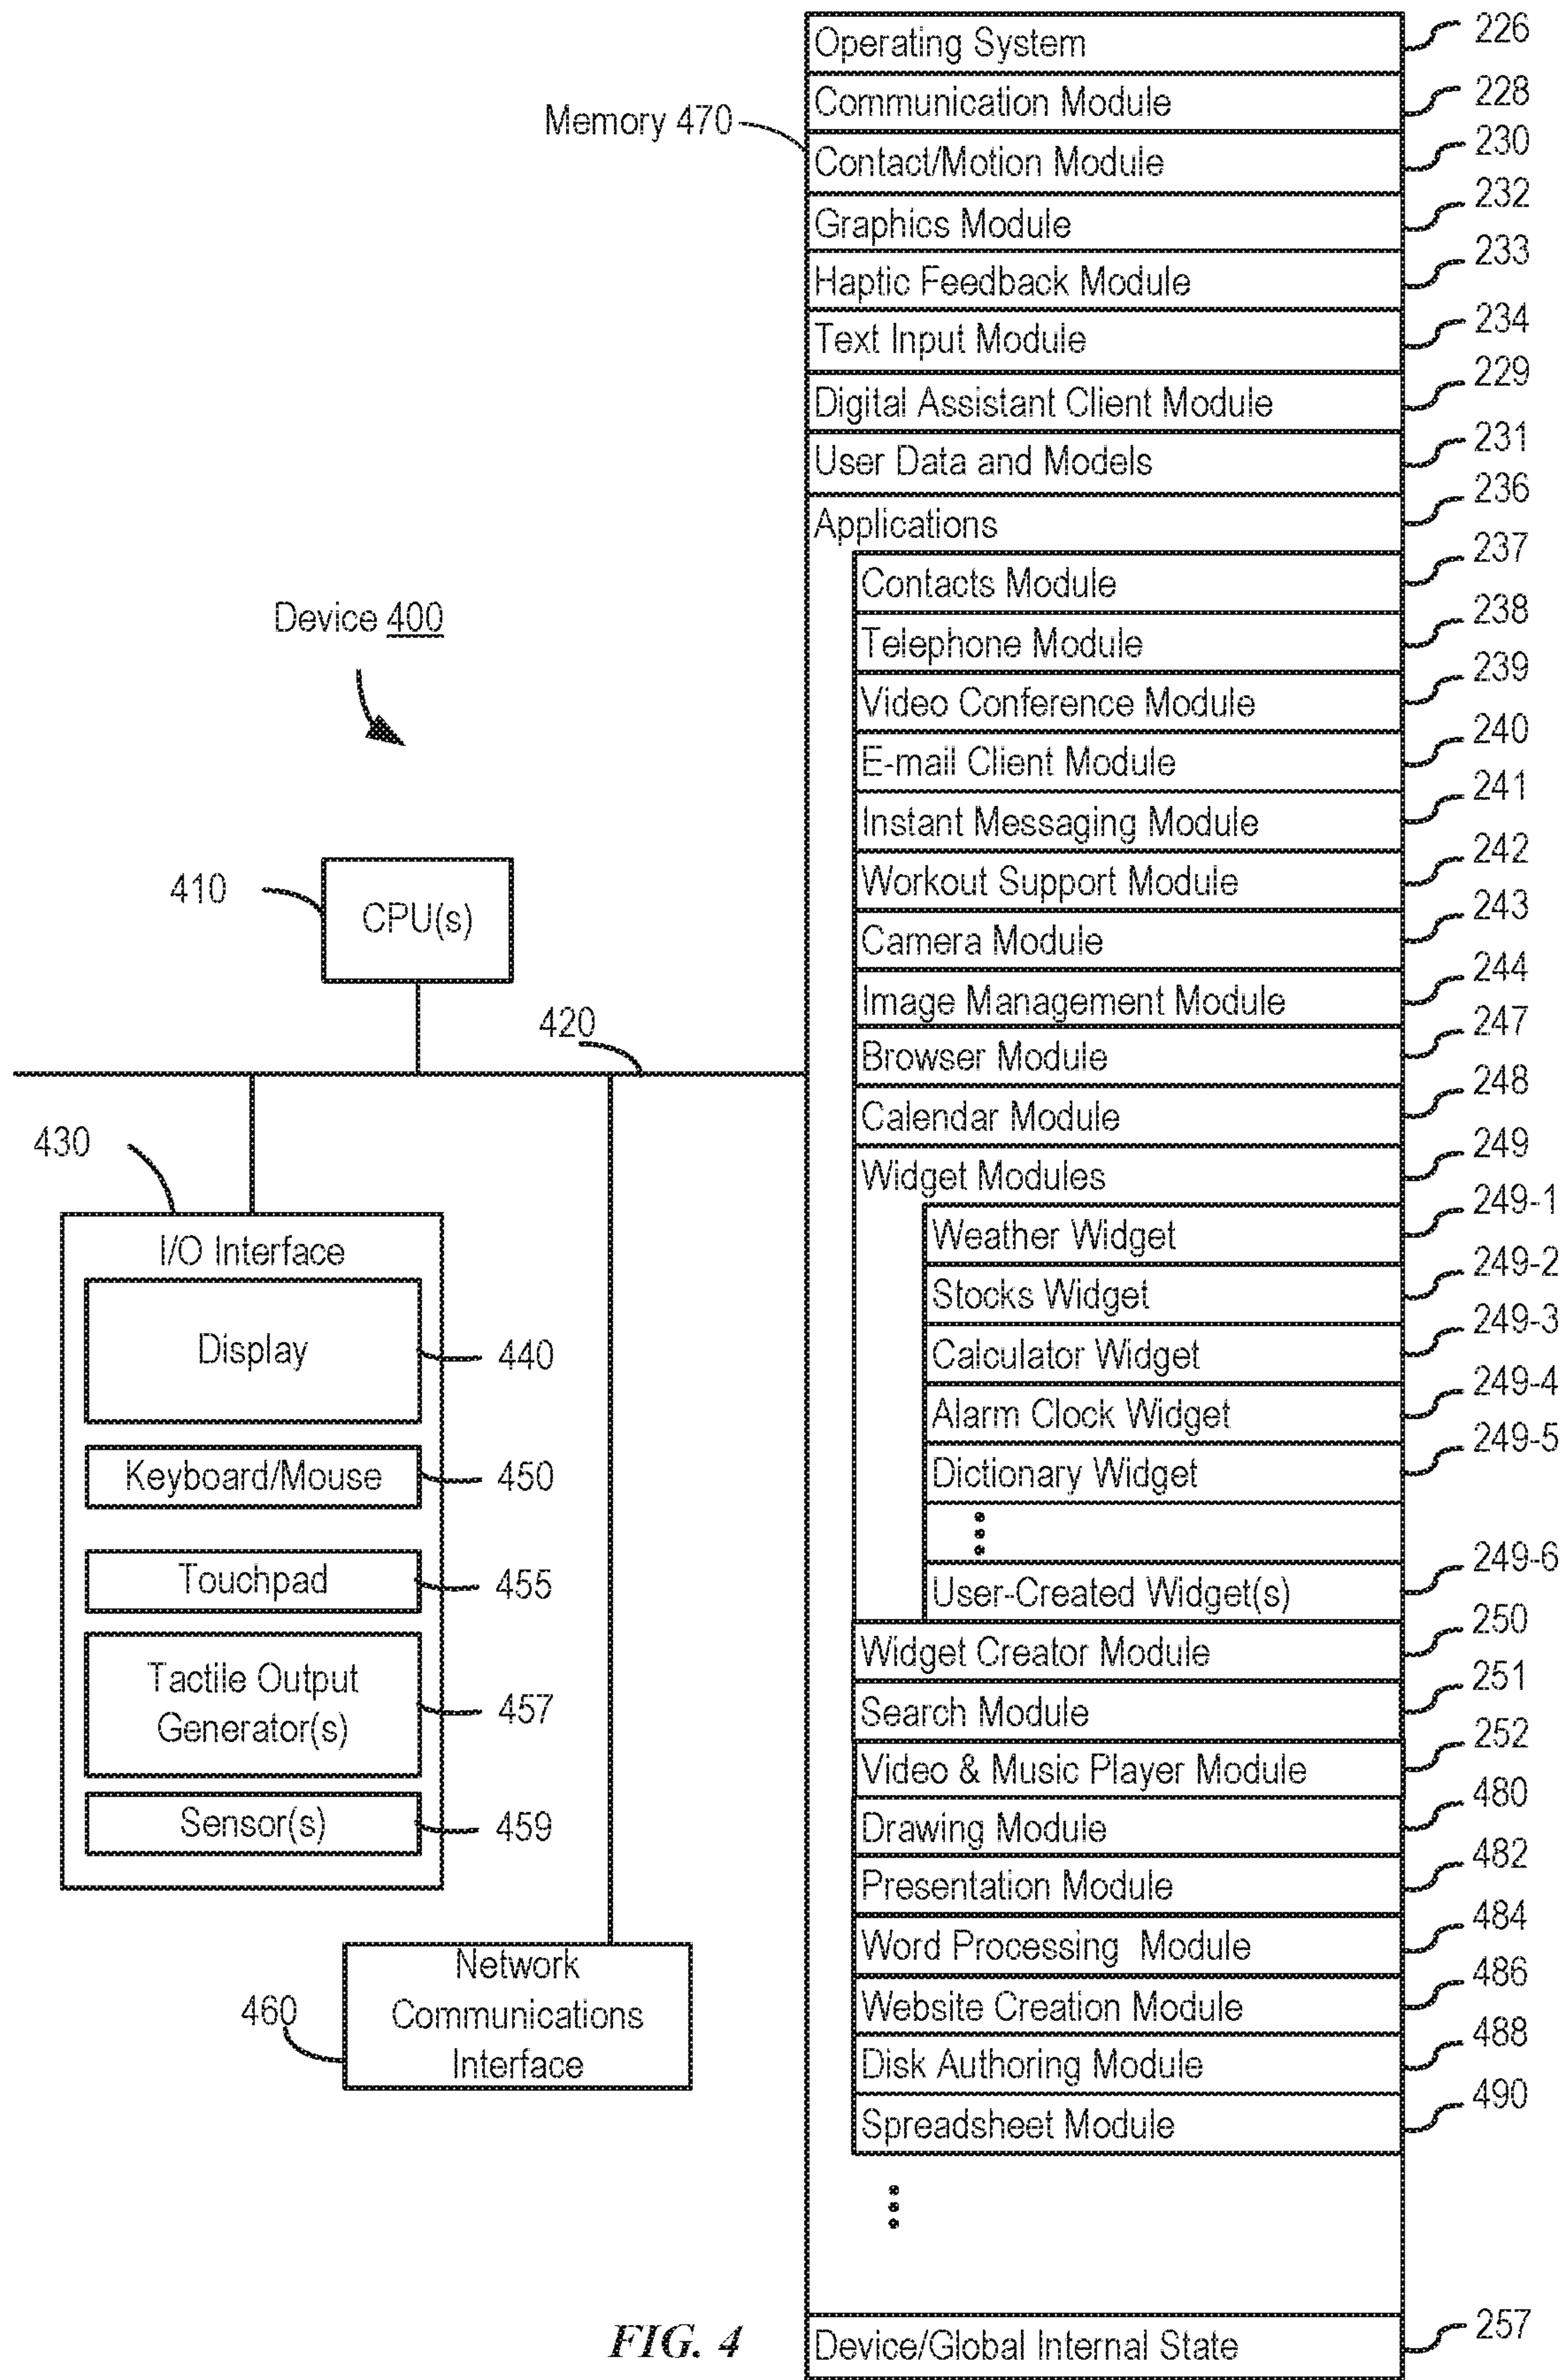 Operating System 226
Communication Module 228
Memory 470
Contact/Motion Module 230
Graphics Module 232
Haptic Feedback Module 233
Text Input Module 234
Digital Assistant Client Module 229
User Data and Models 231
Applications 236
Contacts Module 237
Telephone Module 238
Video Conference Module 239
E-mail Client Module 240
Instant Messaging Module 241
Workout Support Module 242
Camera Module 243
Image Management Module 244
Browser Module 247
Calendar Module 248
Widget Modules 249
Weather Widget 249-1
Stocks Widget 249-2
Calculator Widget 249-3
Alarm Clock Widget 249-4
Dictionary Widget 249-5
User-Created Widget(s) 249-6
Widget Creator Module 250
Search Module 251
Video & Music Player Module 252
Drawing Module 480
Presentation Module 482
Word Processing Module 484
Website Creation Module 486
Disk Authoring Module 488
Spreadsheet Module 490
Device/Global Internal State 257
Device 400
410
CPU(s)
420
430
I/O Interface
Display 440
Keyboard/Mouse 450
Touchpad 455
Tactile Output
Generator(s) 457
Sensor(s) 459
460
Network
Communications
Interface
FIG. 4